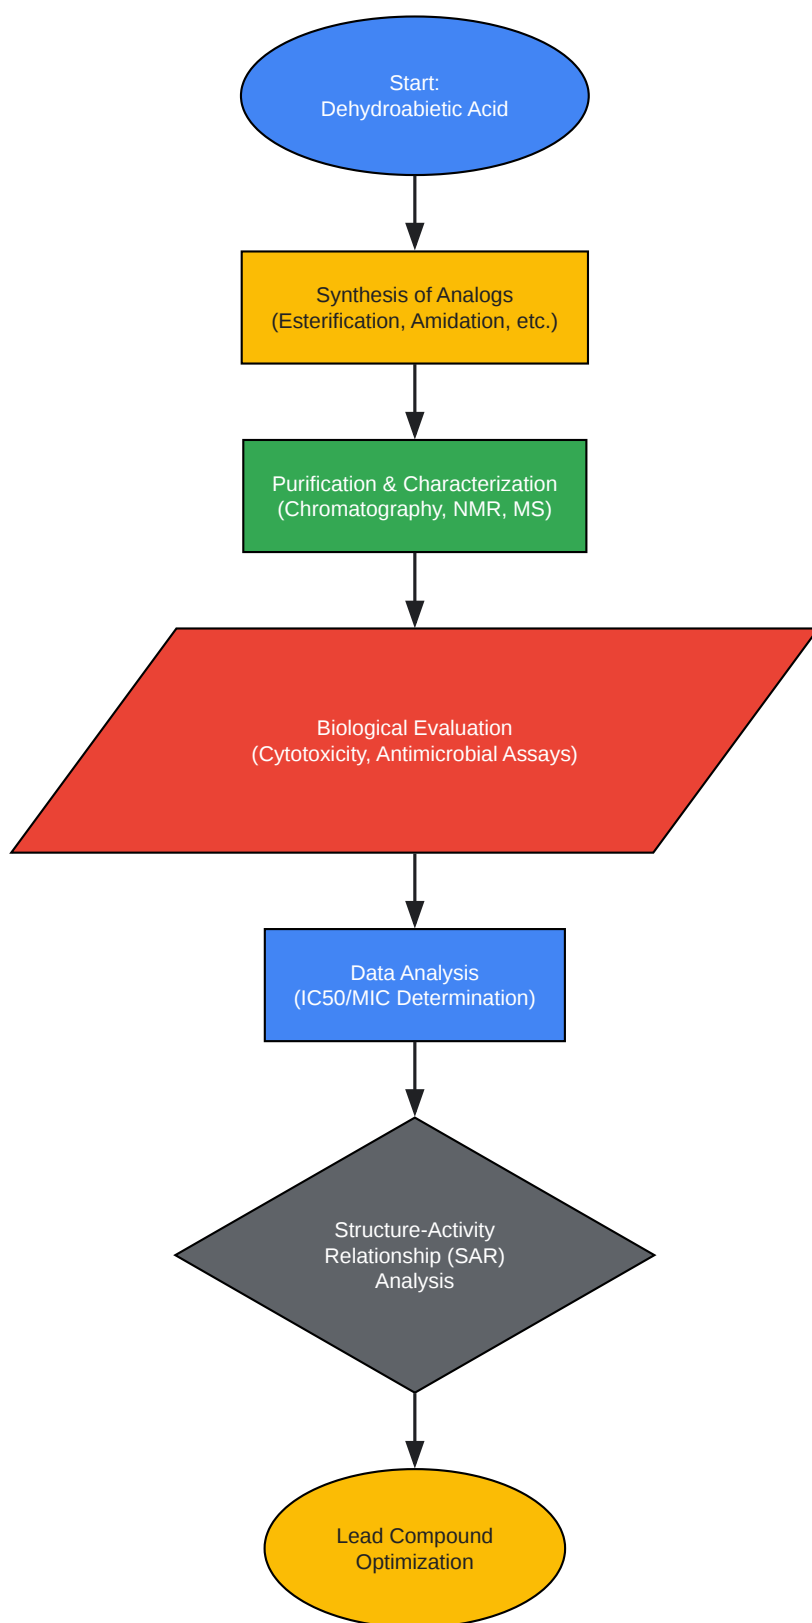 Start:
Dehydroabietic Acid
Synthesis of Analogs
(Esterification, Amidation, etc.)
Purification & Characterization
(Chromatography, NMR, MS)
Biological Evaluation
(Cytotoxicity, Antimicrobial Assays)
Data Analysis
(IC50/MIC Determination)
Structure-Activity
Relationship (SAR)
Analysis
Lead Compound
Optimization